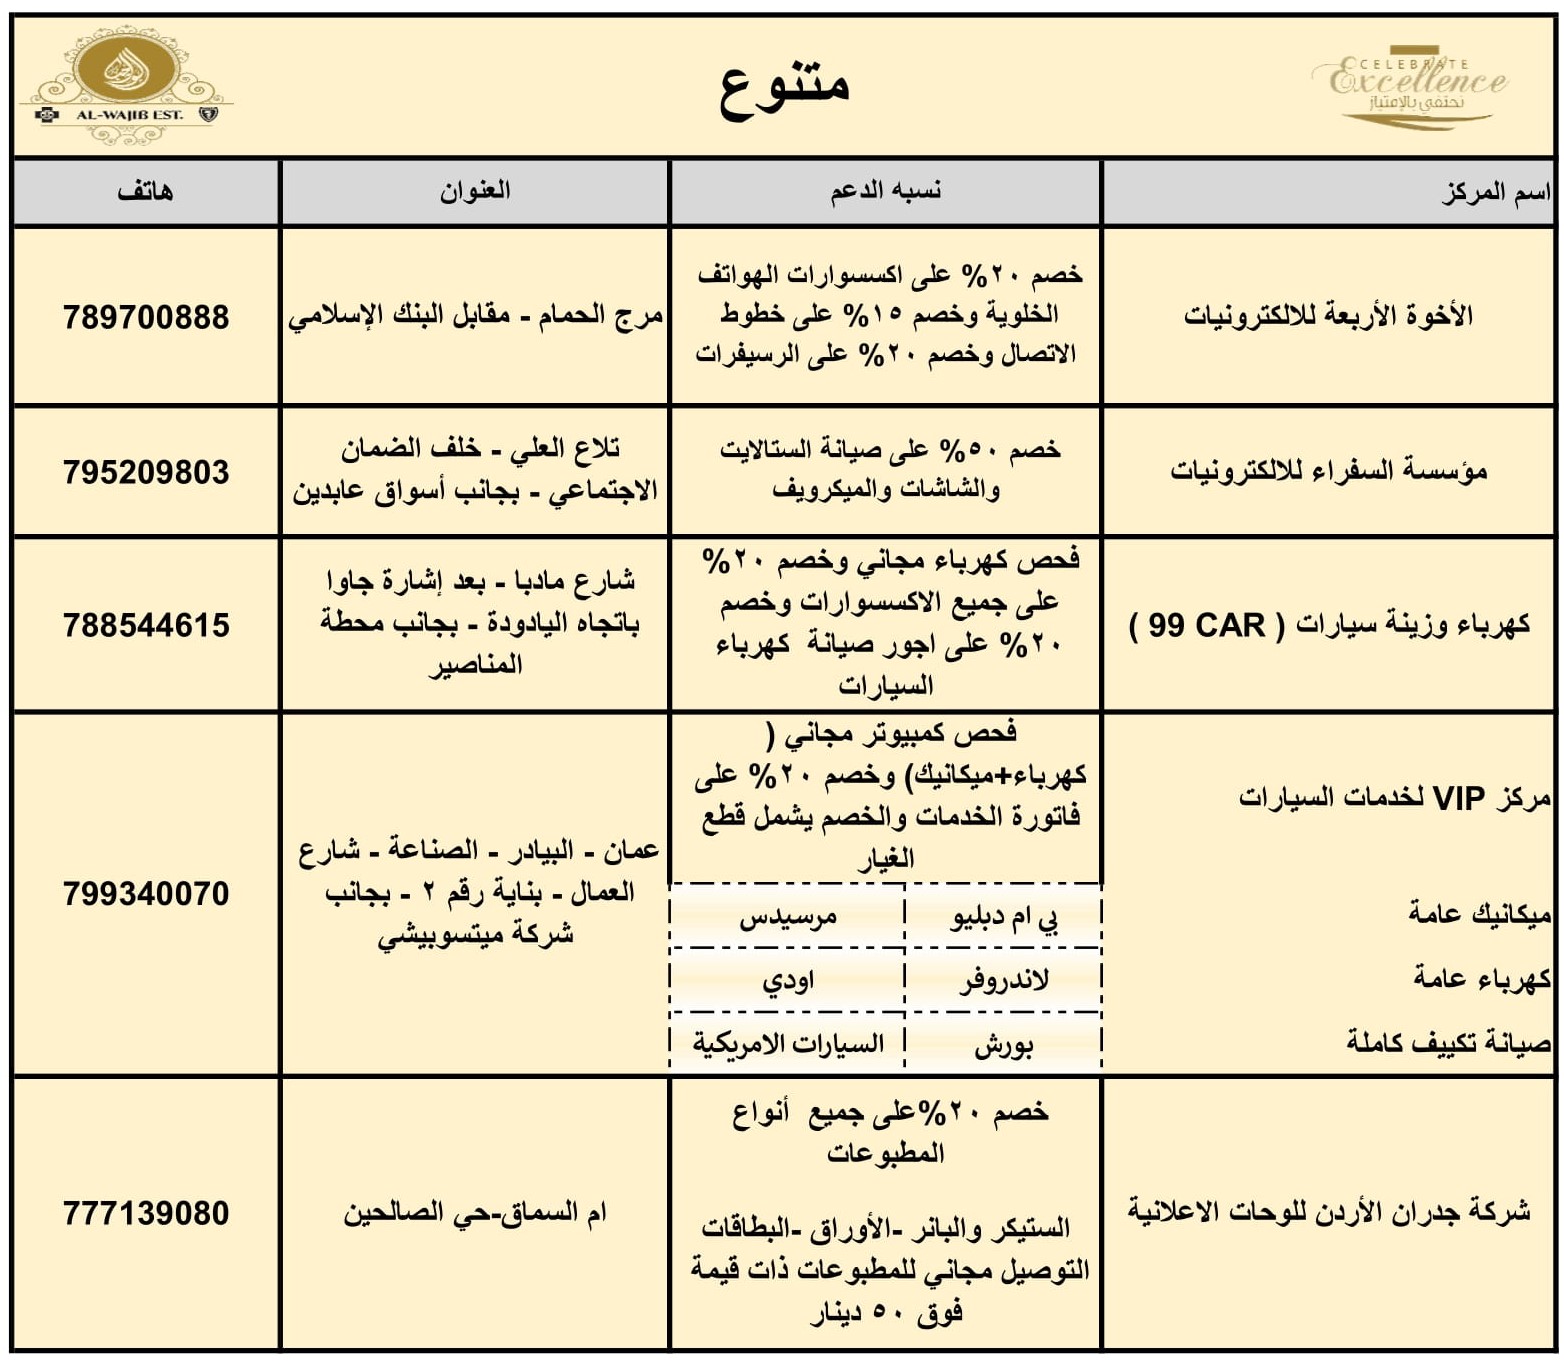 CELEBRATE
Excellence
نحتفي بالإمتياز
متنوع
الواجب
AL-WAJIB EST.
اسم المركز
نسبه الدعم
العنوان
هاتف
الأخوة الأربعة للالكترونيات
خصم ٢٠% على اكسسوارات الهواتف
الخلوية وخصم ١٥% على خطوط
الاتصال وخصم ٢٠% على الرسيفرات
مرج الحمام - مقابل البنك الإسلامي
789700888
مؤسسة السفراء للالكترونيات
خصم ٥٠% على صيانة الستالايت
والشاشات والميكرويف
تلاع العلي - خلف الضمان
الاجتماعي - بجانب أسواق عابدين
795209803
كهرباء وزينة سيارات ( 99 CAR )
فحص كهرباء مجاني وخصم ٢٠%
على جميع الاكسسوارات وخصم
٢٠% على اجور صيانة كهرباء
السيارات
شارع مادبا - بعد إشارة جاوا
باتجاه اليادودة - بجانب محطة
المناصير
788544615
مركز VIP لخدمات السيارات
ميكانيك عامة
كهرباء عامة
صيانة تكييف كاملة
فحص كمبيوتر مجاني (
كهرباء+ميكانيك) وخصم ٢٠% على
فاتورة الخدمات والخصم يشمل قطع
الغيار
بي ام دبليو
مرسيدس
لاندروفر
اودي
بورش
السيارات الامريكية
عمان - البيادر - الصناعة - شارع
العمال - بناية رقم ٢ - بجانب
شركة ميتسوبيشي
799340070
شركة جدران الأردن للوحات الاعلانية
خصم ٢٠%على جميع أنواع
المطبوعات
الستيكر والبانر -الأوراق -البطاقات
التوصيل مجاني للمطبوعات ذات قيمة
فوق ٥٠ دينار
ام السماق-حي الصالحين
777139080